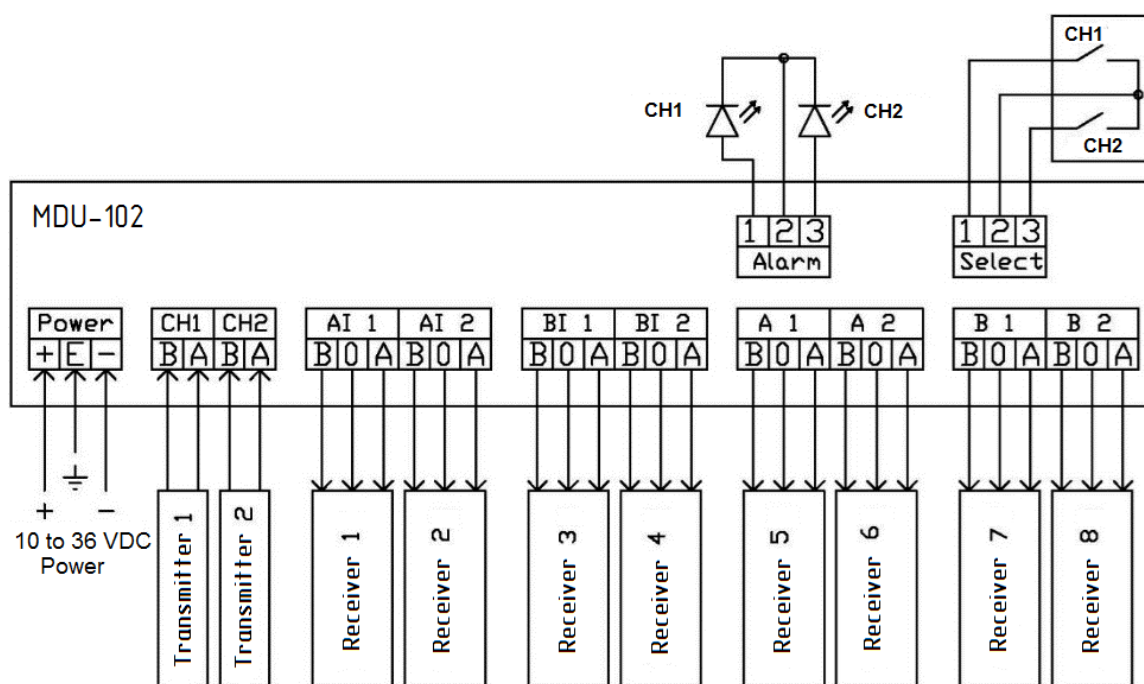 CH1
CH1 CH2
CH2
MDU-102
1 2 3 1 2 3
Alarm Select
Power CH1 CH2 AI 1 AI 2 BI 1 BI 2 A 1 A 2 B 1 B 2
+ E - B A B A B 0 A B 0 A B 0 A B 0 A B 0 A B 0 A B 0 A B 0 A
+ -
10 to 36 VDC
Power
Transmitter 1
Transmitter 2
Receiver 1
Receiver 2
Receiver 3
Receiver 4
Receiver 5
Receiver 6
Receiver 7
Receiver 8